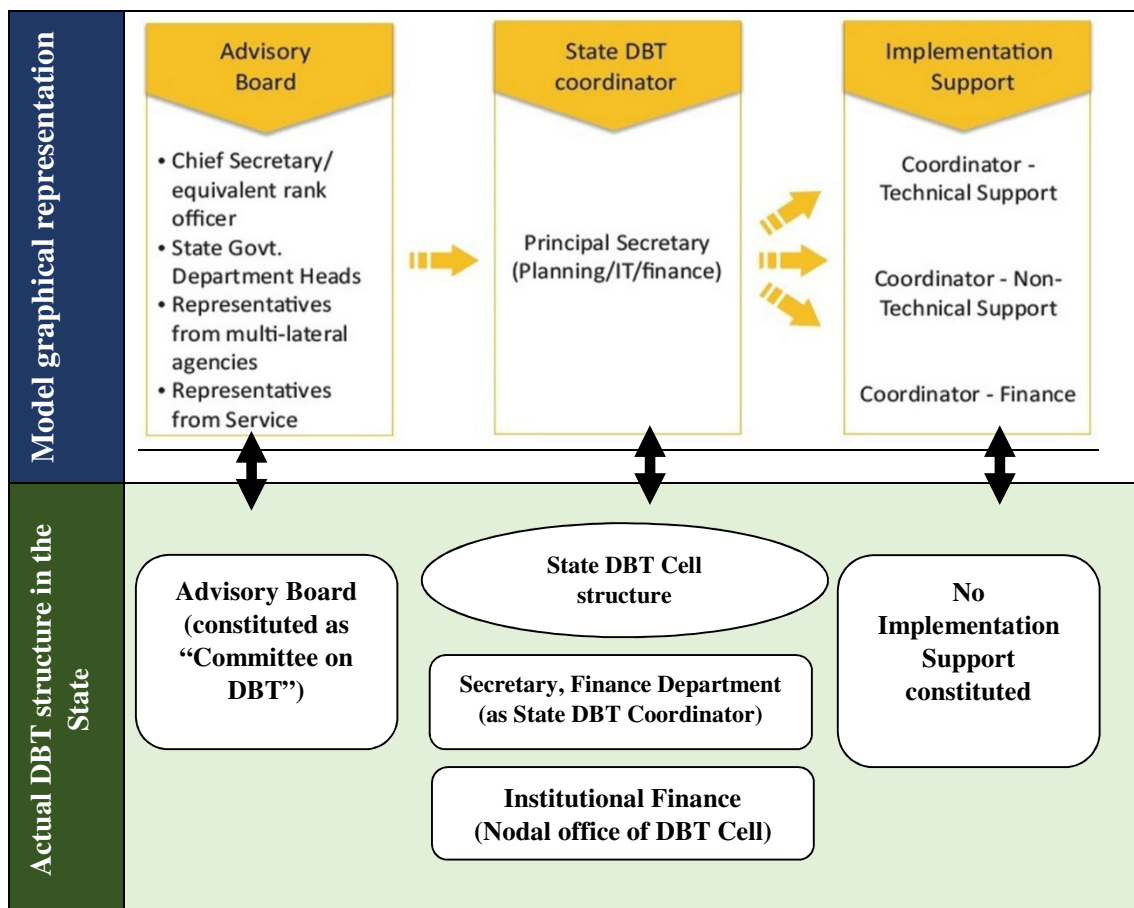 Model graphical representation
Advisory
Board
• Chief Secretary/
equivalent rank
officer
• State Govt.
Department Heads
• Representatives
from multi-lateral
agencies
• Representatives
from Service
State DBT
coordinator
Principal Secretary
(Planning/IT/finance)
Implementation
Support
Coordinator -
Technical Support
Coordinator - Non-
Technical Support
Coordinator - Finance
Actual DBT structure in the
State
Advisory Board
(constituted as
“Committee on
DBT”)
State DBT Cell
structure
Secretary, Finance Department
(as State DBT Coordinator)
Institutional Finance
(Nodal office of DBT Cell)
No
Implementation
Support
constituted